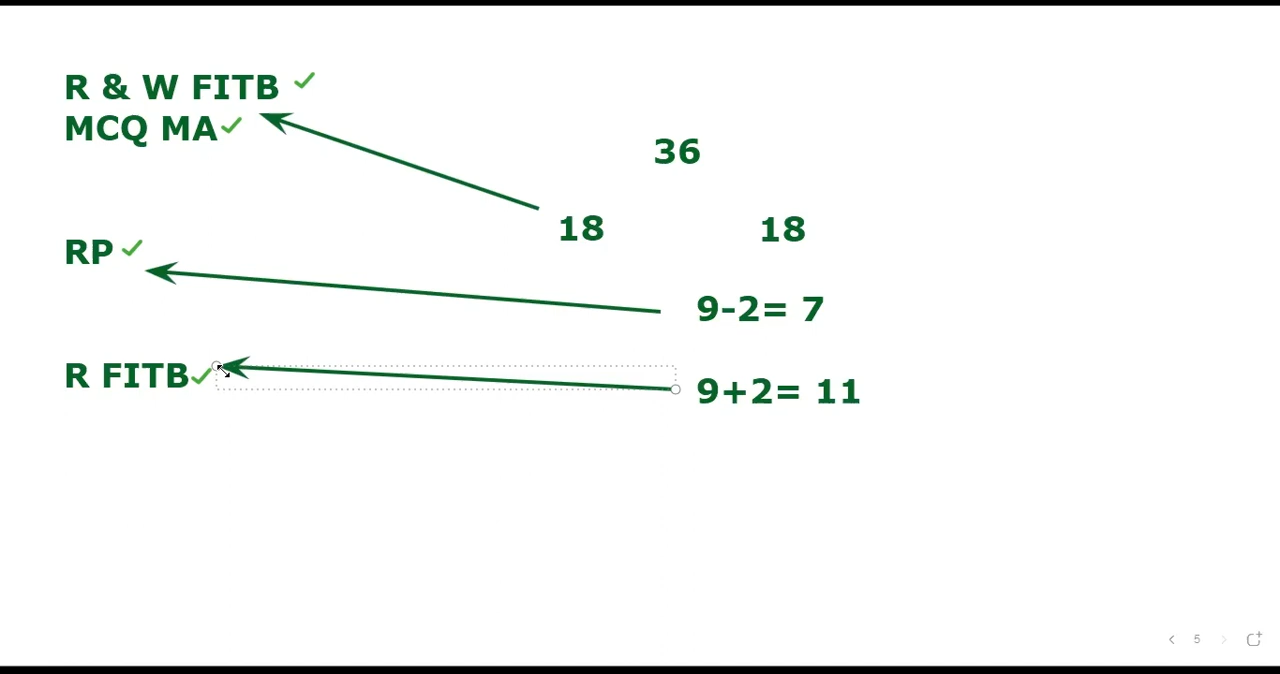 R & W FITB
MCQ MA
36
18 18
RP
9-2= 7
R FITB
9+2= 11
5